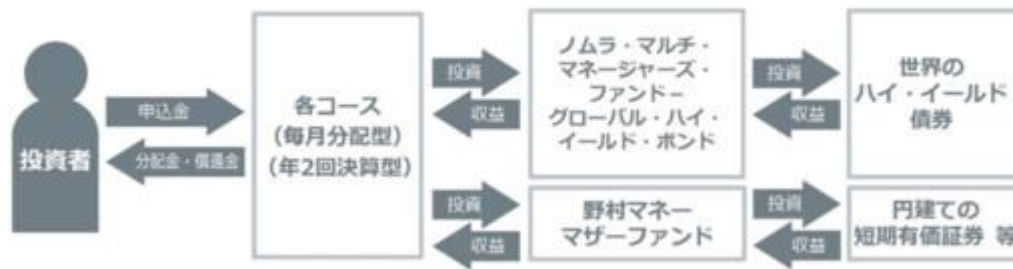 投資者
申込金
分配金・償還金
各コース
（毎月分配型）
（年2回決算型）
投資
収益
ノムラ・マルチ・
マネージャーズ・
ファンド－
グローバル・ハイ・
イールド・ボンド
投資
収益
世界の
ハイ・イールド
債券
投資
収益
野村マネー
マザーファンド
投資
収益
円建ての
短期有価証券 等